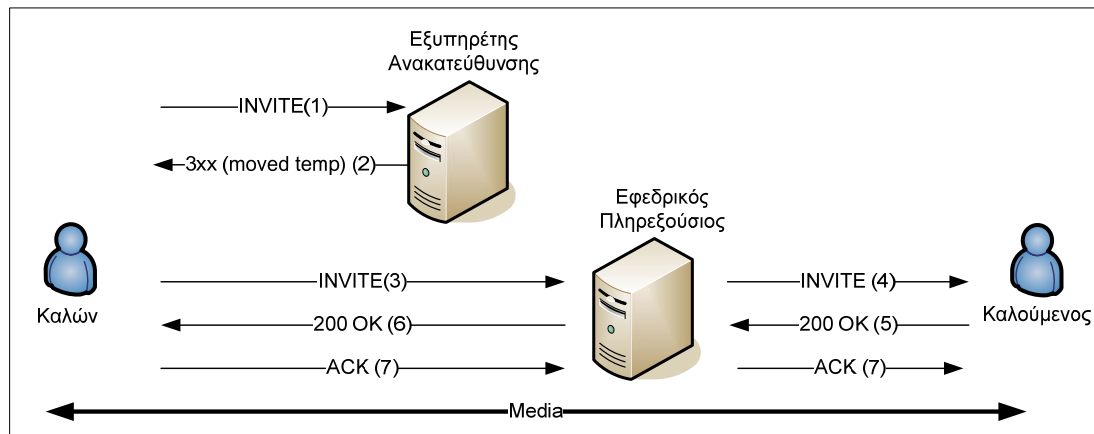 Εξυπηρέτης
Ανακατεύθυνσης
INVITE(1)
3xx (moved temp) (2)
Εφεδρικός
Πληρεξούσιος
INVITE(3)
INVITE (4)
200 OK (6)
200 OK (5)
Καλών
Καλούμενος
ACK (7)
ACK (7)
Media